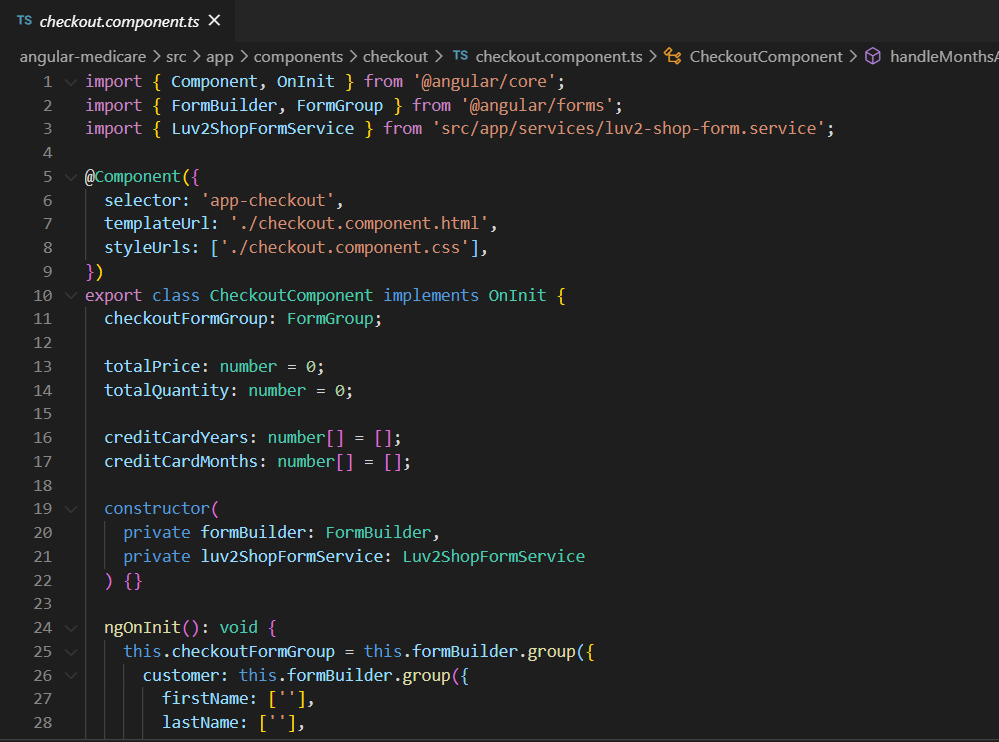 TS checkout.component.ts ×
angular-medicare > src > app > components > checkout > TS checkout.component.ts > CheckoutComponent > handleMonthsA
1 import { Component, OnInit } from '@angular/core';
2 import { FormBuilder, FormGroup } from '@angular/forms';
3 import { Luv2ShopFormService } from 'src/app/services/luv2-shop-form.service';
4
5 @Component({
6   selector: 'app-checkout',
7   templateUrl: './checkout.component.html',
8   styleUrls: ['./checkout.component.css'],
9 })
10 export class CheckoutComponent implements OnInit {
11   checkoutFormGroup: FormGroup;
12
13   totalPrice: number = 0;
14   totalQuantity: number = 0;
15
16   creditCardYears: number[] = [];
17   creditCardMonths: number[] = [];
18
19   constructor(
20     private formBuilder: FormBuilder,
21     private luv2ShopFormService: Luv2ShopFormService
22   ) {}
23
24   ngOnInit(): void {
25     this.checkoutFormGroup = this.formBuilder.group({
26       customer: this.formBuilder.group({
27         firstName: [''],
28         lastName: [''],